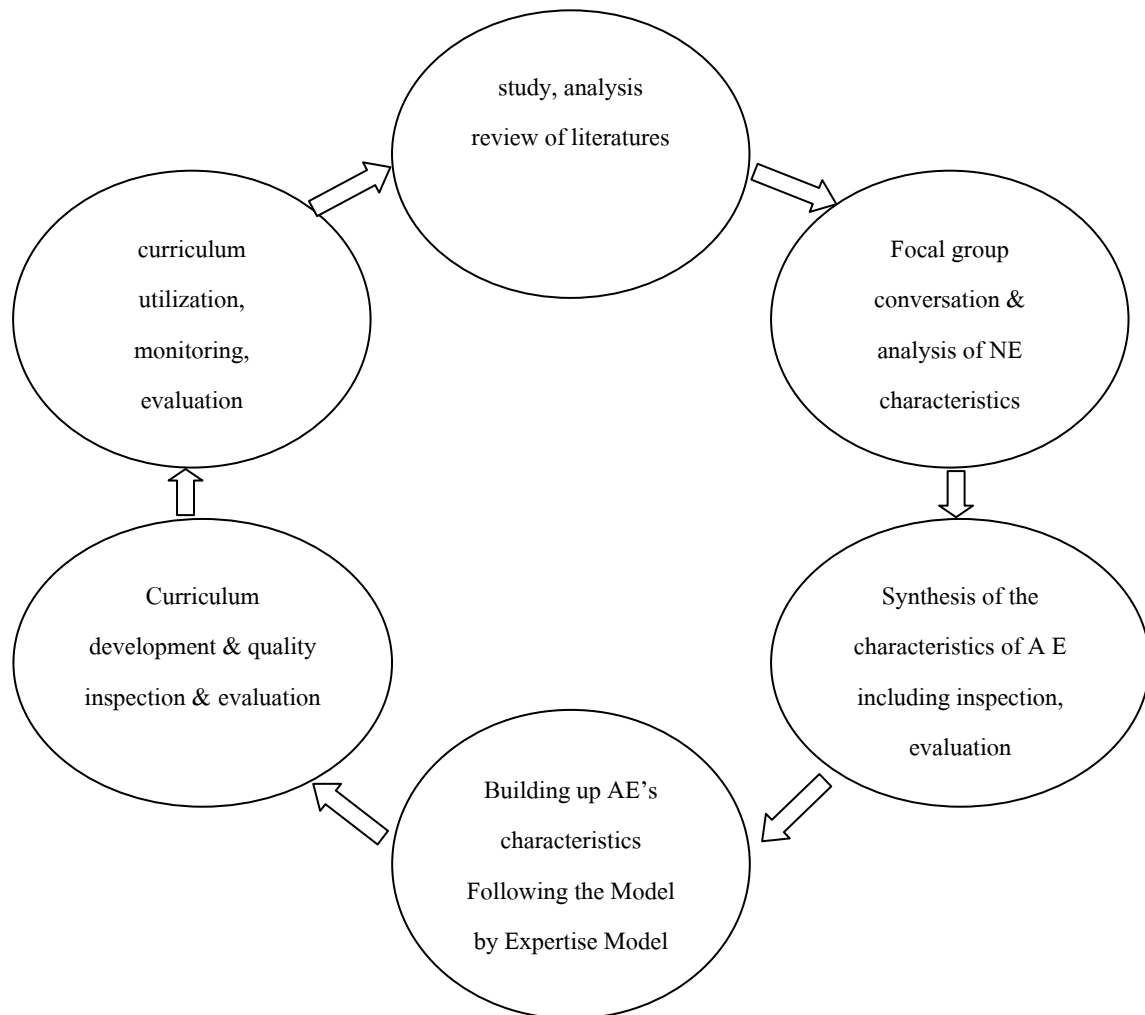 study, analysis
review of literatures
Focal group
conversation &
analysis of NE
characteristics
Synthesis of the
characteristics of A E
including inspection,
evaluation
Building up AE’s
characteristics
Following the Model
by Expertise Model
Curriculum
development & quality
inspection & evaluation
curriculum
utilization,
monitoring,
evaluation